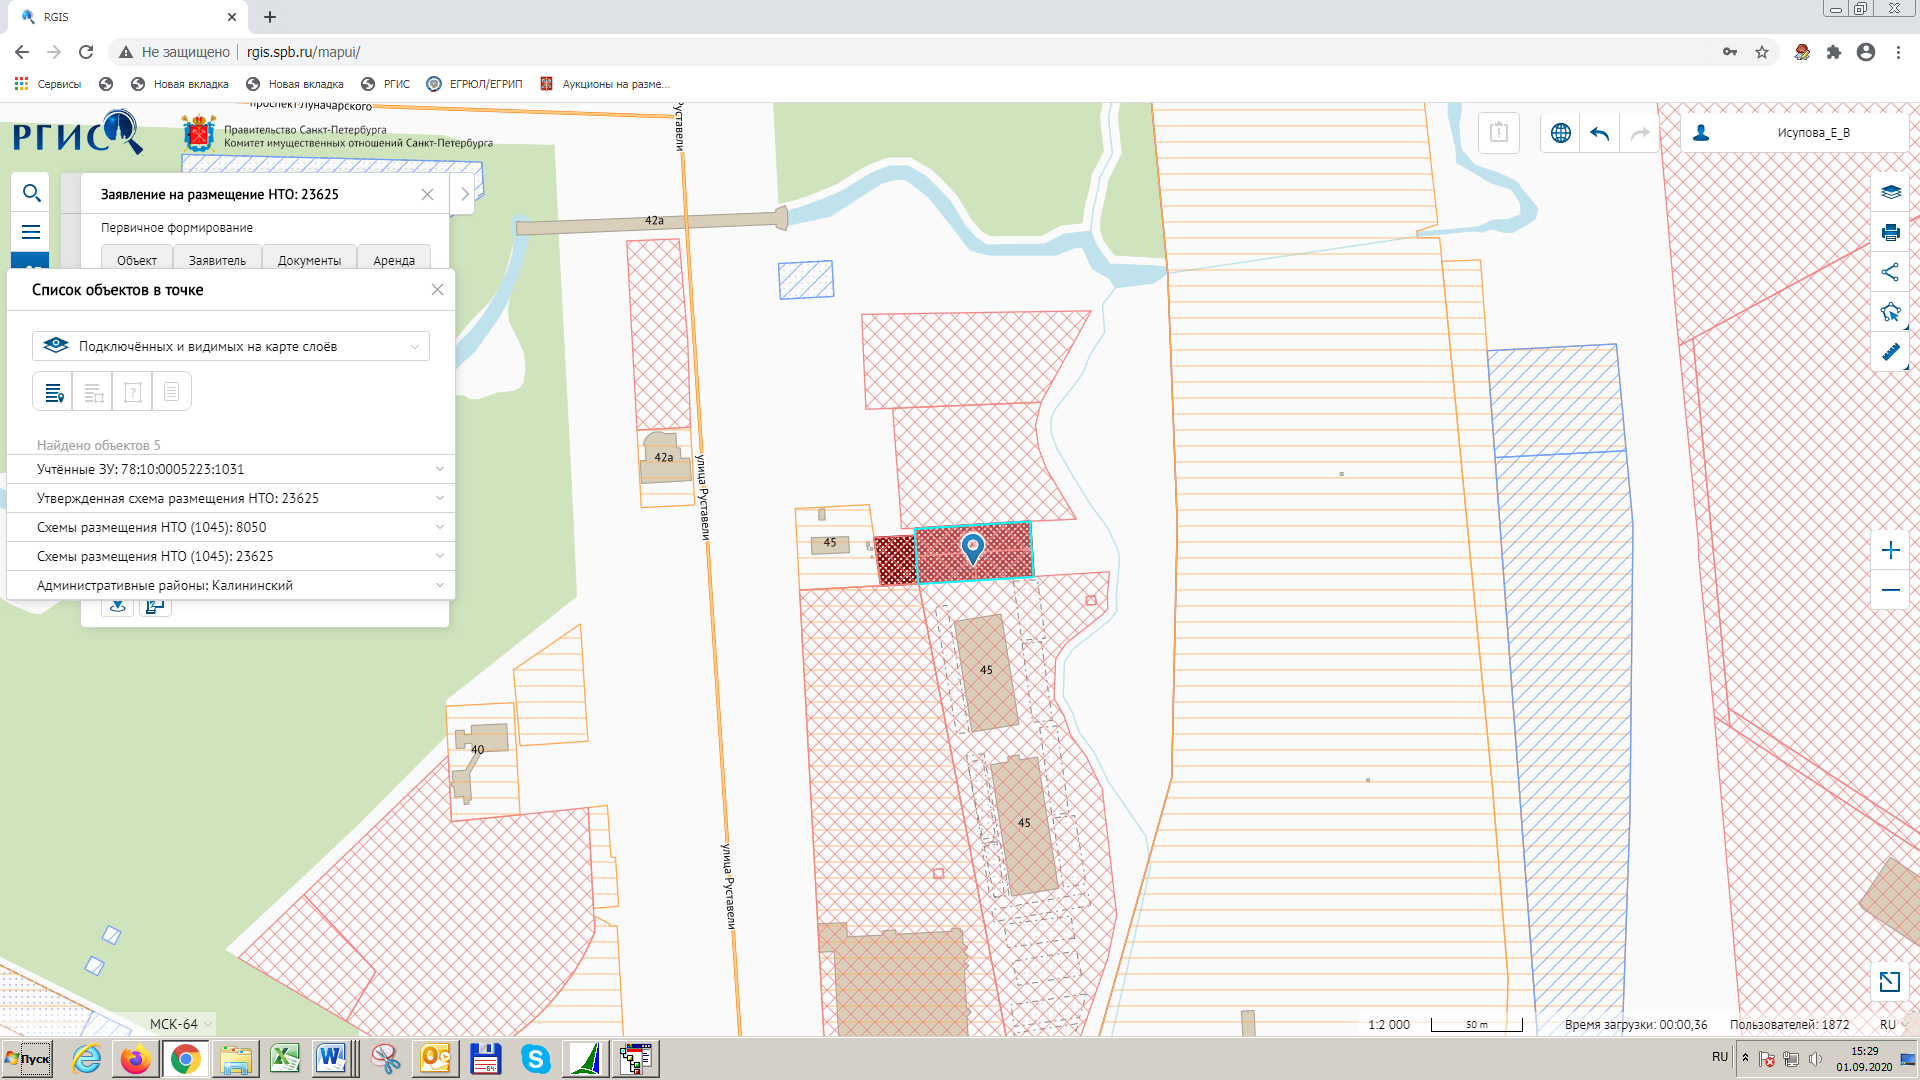 RGIS
Не защищено
rgis.spb.ru/mapui/
Сервисы
Новая вкладка
Новая вкладка
РГИС
ЕГРЮЛ/ЕГРИП
Аукционы на разме...
проспект Луначарского
РГИС
Правительство Санкт-Петербурга
Комитет имущественных отношений Санкт-Петербурга
Исупова_Е_В
Заявление на размещение НТО: 23625
Первичное формирование
Объект
Заявитель
Документы
Аренда
Список объектов в точке
Подключённых и видимых на карте слоёв
Найдено объектов 5
Учтённые ЗУ: 78:10:0005223:1031
Утвержденная схема размещения НТО: 23625
Схемы размещения НТО (1045): 8050
Схемы размещения НТО (1045): 23625
Административные районы: Калининский
Руставели
42а
42а
улица Руставели
45
45
40
45
улица Руставели
МСК-64
1:2 000
50 m
Время загрузки: 00:00,36
Пользователей: 1872
RU
Пуск
64
RU
15:29
01.09.2020